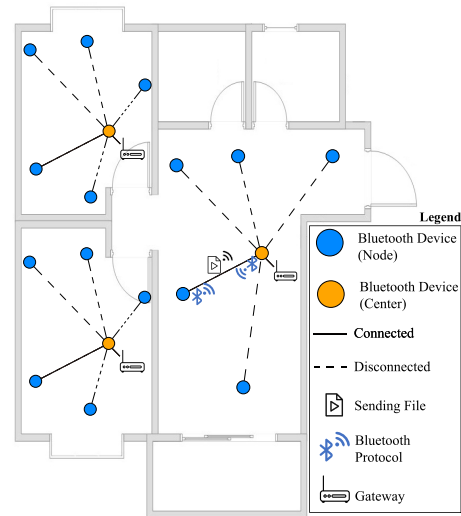 Legend
Bluetooth Device
(Node)
Bluetooth Device
(Center)
Connected
Disconnected
Sending File
Bluetooth
Protocol
Gateway